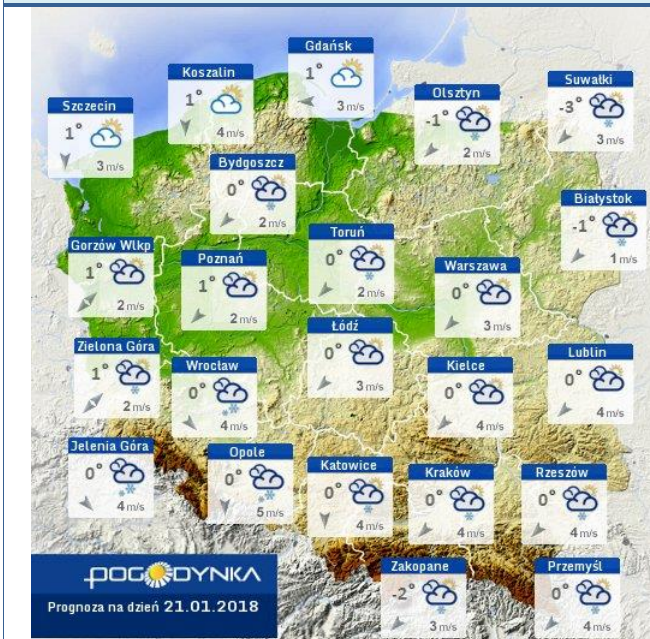 Gdańsk
1°
3 m/s
Koszalin
1°
4 m/s
Szczecin
1°
3 m/s
Olsztyn
-1°
2 m/s
Suwałki
-3°
3 m/s
Bydgoszcz
0°
2 m/s
Białystok
-1°
1 m/s
Toruń
0°
2 m/s
Gorzów Wlkp
1°
2 m/s
Poznań
1°
2 m/s
Warszawa
0°
3 m/s
Łódź
0°
3 m/s
Zielona Góra
1°
2 m/s
Wrocław
0°
4 m/s
Kielce
0°
4 m/s
Lublin
0°
4 m/s
Jelenia Góra
0°
4 m/s
Opole
0°
5 m/s
Katowice
0°
4 m/s
Kraków
0°
4 m/s
Rzeszów
0°
4 m/s
Zakopane
-2°
3 m/s
Przemyśl
0°
4 m/s
POGODYNKA
Prognoza na dzień 21.01.2018